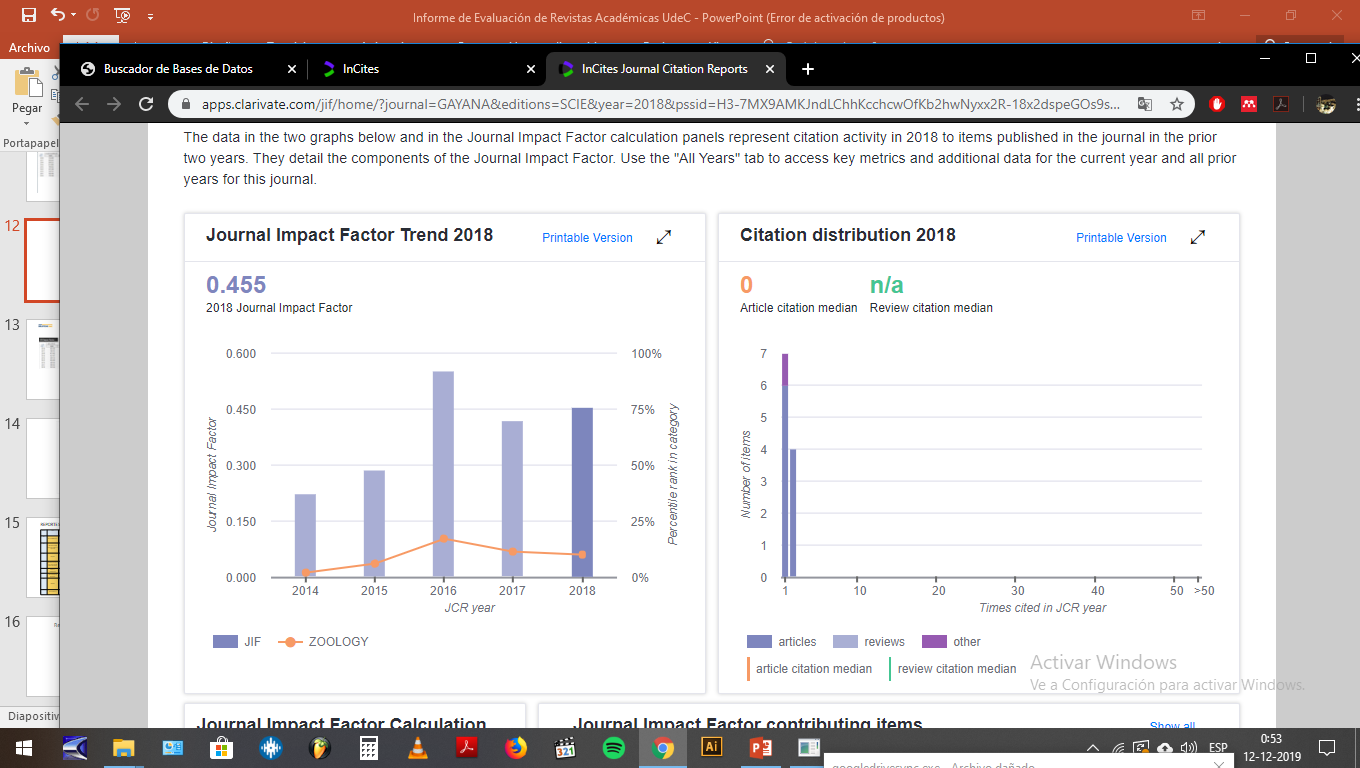 Informe de Evaluación de Revistas Académicas UdeC - PowerPoint (Error de activación de productos)
Archivo
Pegar
Portapapel
12
13
14
15
16
Diapositiv
Buscador de Bases de Datos
InCites
InCites Journal Citation Reports
apps.clarivate.com/jif/home/?journal=GAYANA&editions=SCIE&year=2018&pssid=H3-7MX9AMKJndLChhKcchcwOfKb2hwNyxx2R-18x2dspeGOs9s...
The data in the two graphs below and in the Journal Impact Factor calculation panels represent citation activity in 2018 to items published in the journal in the prior
two years. They detail the components of the Journal Impact Factor. Use the "All Years" tab to access key metrics and additional data for the current year and all prior
years for this journal.
Journal Impact Factor Trend 2018
Printable Version
0.455
2018 Journal Impact Factor
0.600
0.450
0.300
0.150
0.000
Journal Impact Factor
100%
75%
50%
25%
0%
Percentile rank in category
2014 2015 2016 2017 2018
JCR year
JIF ZOOLOGY
Citation distribution 2018
Printable Version
0 n/a
Article citation median Review citation median
7
6
5
4
3
2
1
0
Number of items
1 10 20 30 40 50 >50
Times cited in JCR year
articles reviews other
article citation median review citation median
Activar Windows
Ve a Configuración para activar Windows.
Journal Impact Factor Calculation
Journal Impact Factor contributing items
Show all
321
Ai
ESP
0:53
12-12-2019
googledrivesync.exe - Archivo dañado